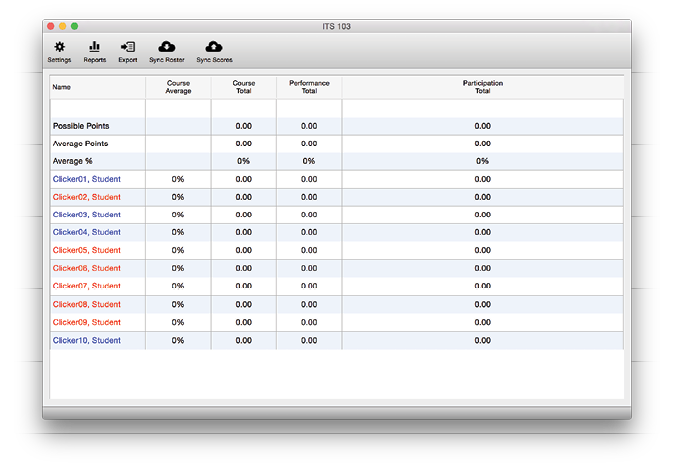 ITS 103
Settings Reports Export Sync Roster Sync Scores
Name Course Average Course Total Performance Total Participation Total
Possible Points 0.00 0.00 0.00
Average Points 0.00 0.00 0.00
Average % 0% 0% 0%
Clicker01, Student 0% 0.00 0.00 0.00
Clicker02, Student 0% 0.00 0.00 0.00
Clicker03, Student 0% 0.00 0.00 0.00
Clicker04, Student 0% 0.00 0.00 0.00
Clicker05, Student 0% 0.00 0.00 0.00
Clicker06, Student 0% 0.00 0.00 0.00
Clicker07, Student 0% 0.00 0.00 0.00
Clicker08, Student 0% 0.00 0.00 0.00
Clicker09, Student 0% 0.00 0.00 0.00
Clicker10, Student 0% 0.00 0.00 0.00